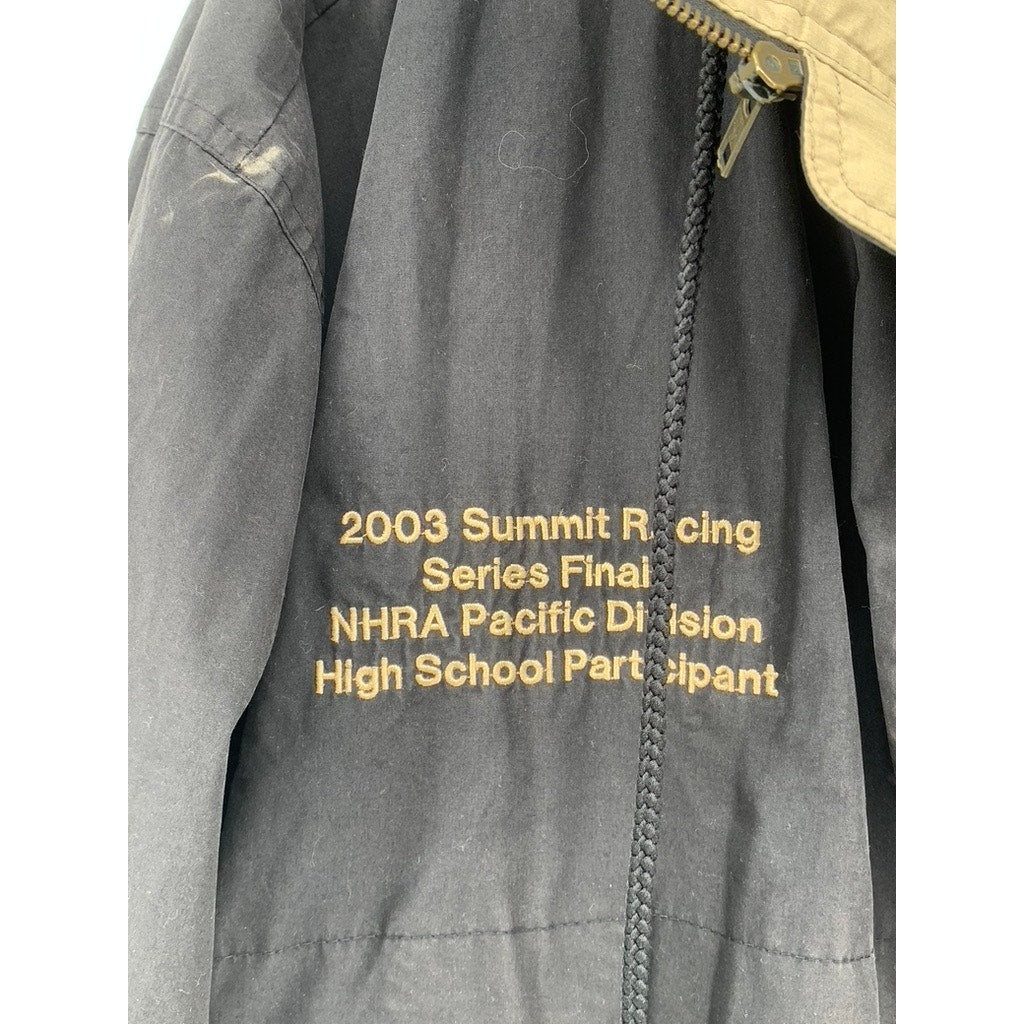 2003 Summit Racing
Series Final
NHRA Pacific Division
High School Participant